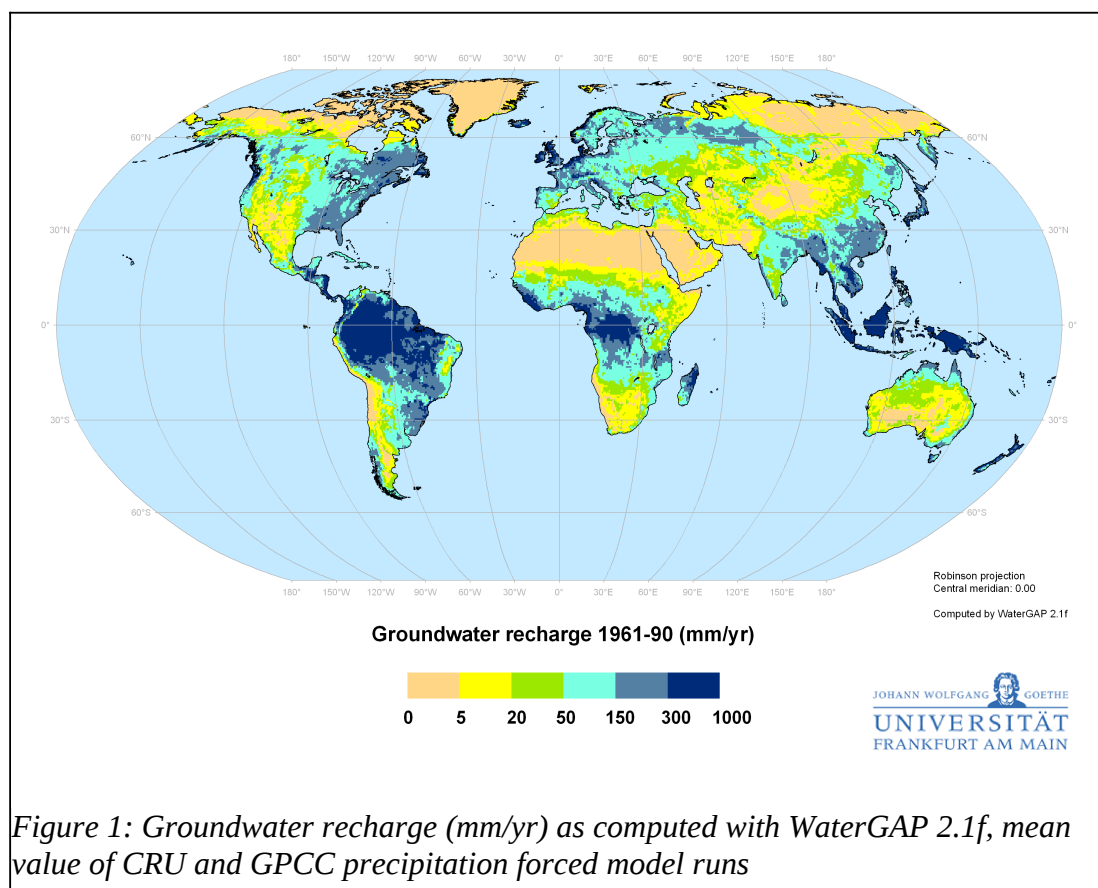 180° 150°W 120°W 90°W 60°W 30°W 0° 30°E 60°E 90°E 120°E 150°E 180°
60°N 60°N
30°N 30°N
0° 0°
30°S 30°S
60°S 60°S
180° 150°W 120°W 90°W 60°W 30°W 0° 30°E 60°E 90°E 120°E 150°E 180°
Robinson projection
Central meridian: 0.00
Computed by WaterGAP 2.1f
Groundwater recharge 1961-90 (mm/yr)
0 5 20 50 150 300 1000
JOHANN WOLFGANG GOETHE
UNIVERSITÄT
FRANKFURT AM MAIN
Figure 1: Groundwater recharge (mm/yr) as computed with WaterGAP 2.1f, mean
value of CRU and GPCC precipitation forced model runs